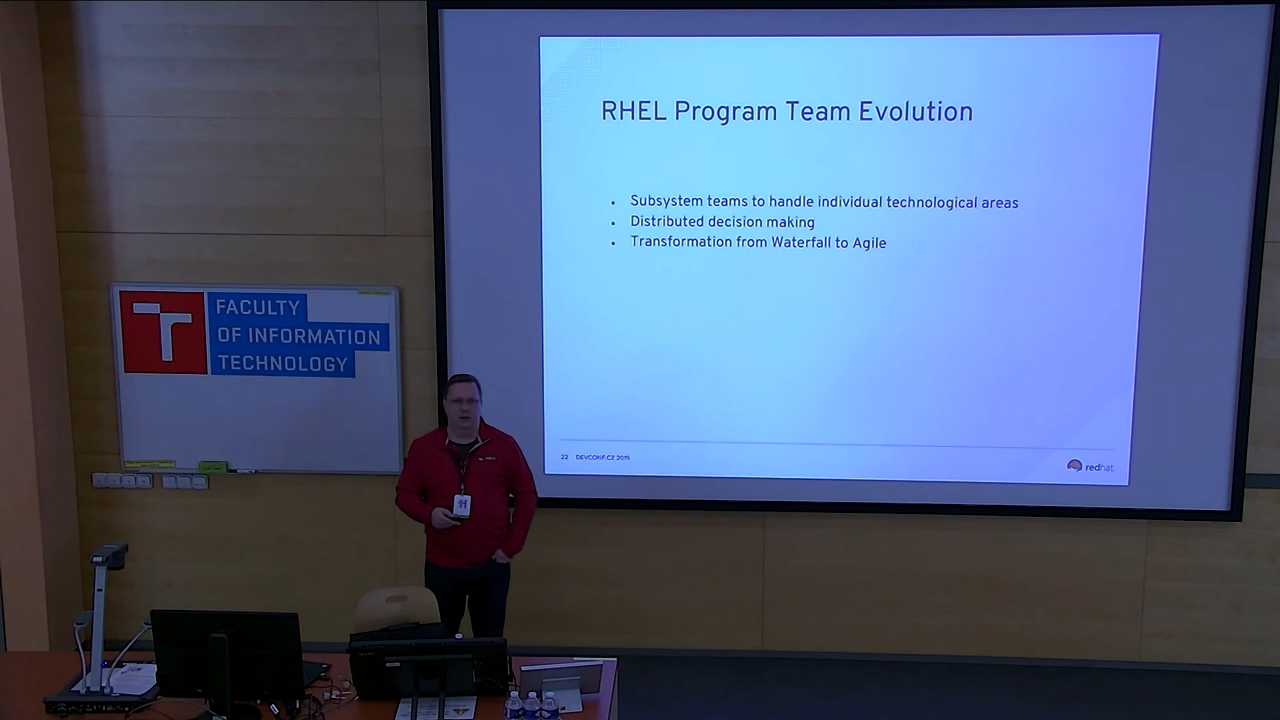 RHEL Program Team Evolution
Subsystem teams to handle individual technological areas
Distributed decision making
Transformation from Waterfall to Agile
22 DEVCONF.CZ 2019
redhat
FACULTY
OF INFORMATION
TECHNOLOGY